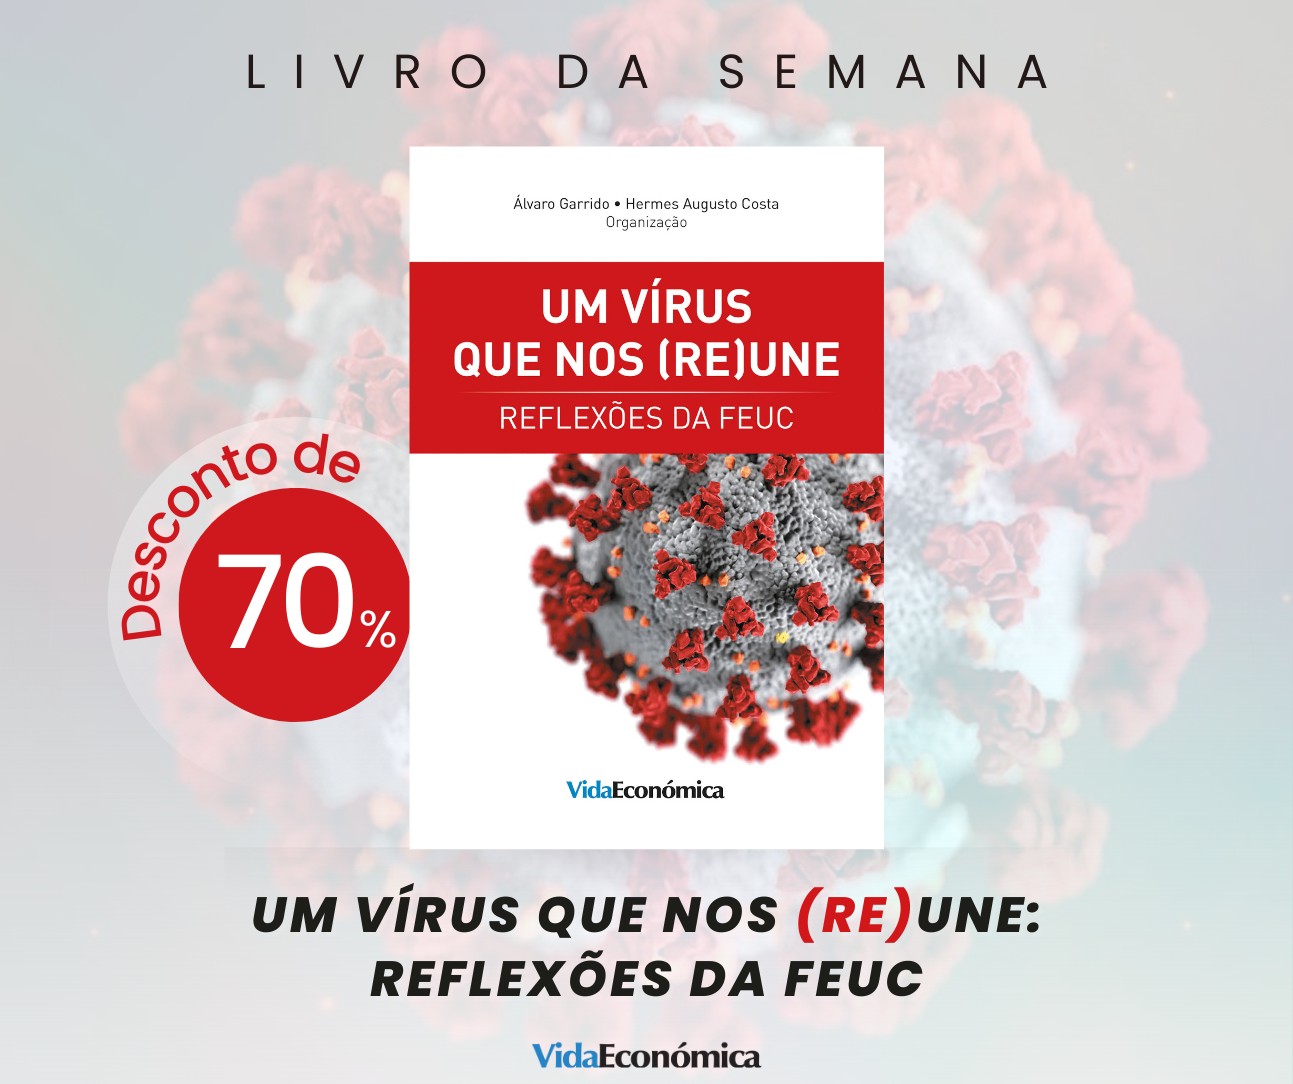 LIVRO DA SEMANA
Álvaro Garrido • Hermes Augusto Costa
Organização
UM VÍRUS
QUE NOS (RE)UNE
REFLEXÕES DA FEUC
Desconto de
70%
VidaEconómica
UM VÍRUS QUE NOS (RE)UNE:
REFLEXÕES DA FEUC
VidaEconómica